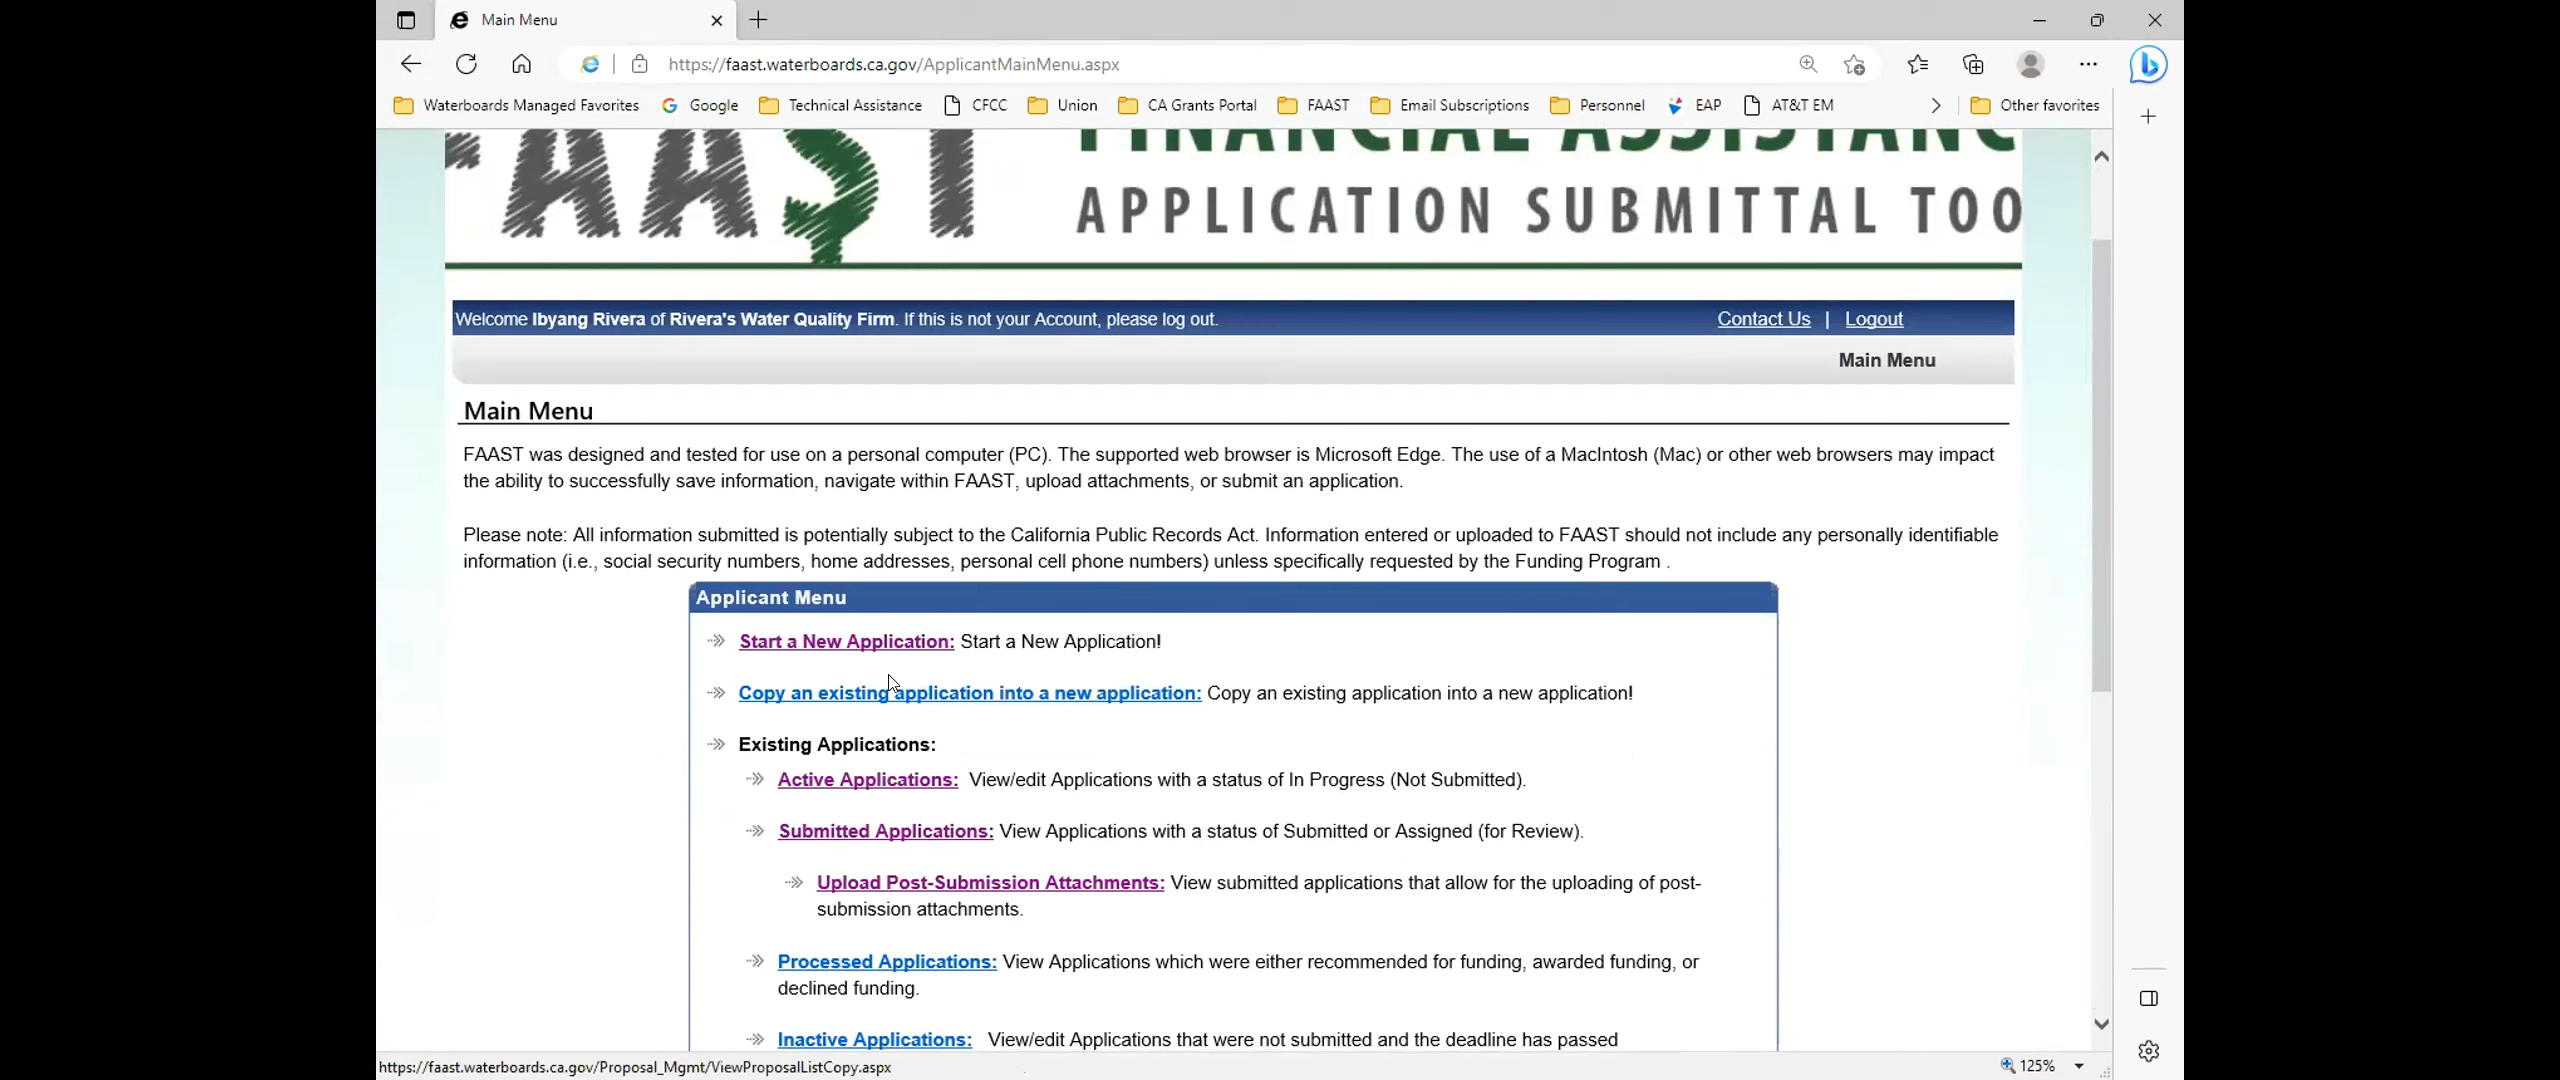 Main Menu
https://faast.waterboards.ca.gov/ApplicantMainMenu.aspx
Waterboards Managed Favorites Google Technical Assistance CFCC Union CA Grants Portal FAAST Email Subscriptions Personnel EAP AT&T EM Other favorites
FAAST FINANCIAL ASSISTANC
APPLICATION SUBMITTAL TOO
Welcome Ibyang Rivera of Rivera's Water Quality Firm. If this is not your Account, please log out. Contact Us | Logout
Main Menu
Main Menu
FAAST was designed and tested for use on a personal computer (PC). The supported web browser is Microsoft Edge. The use of a MacIntosh (Mac) or other web browsers may impact
the ability to successfully save information, navigate within FAAST, upload attachments, or submit an application.
Please note: All information submitted is potentially subject to the California Public Records Act. Information entered or uploaded to FAAST should not include any personally identifiable
information (i.e., social security numbers, home addresses, personal cell phone numbers) unless specifically requested by the Funding Program .
Applicant Menu
Start a New Application: Start a New Application!
Copy an existing application into a new application: Copy an existing application into a new application!
Existing Applications:
Active Applications: View/edit Applications with a status of In Progress (Not Submitted).
Submitted Applications: View Applications with a status of Submitted or Assigned (for Review).
Upload Post-Submission Attachments: View submitted applications that allow for the uploading of post-
submission attachments.
Processed Applications: View Applications which were either recommended for funding, awarded funding, or
declined funding.
Inactive Applications: View/edit Applications that were not submitted and the deadline has passed
https://faast.waterboards.ca.gov/Proposal_Mgmt/ViewProposalListCopy.aspx 125%